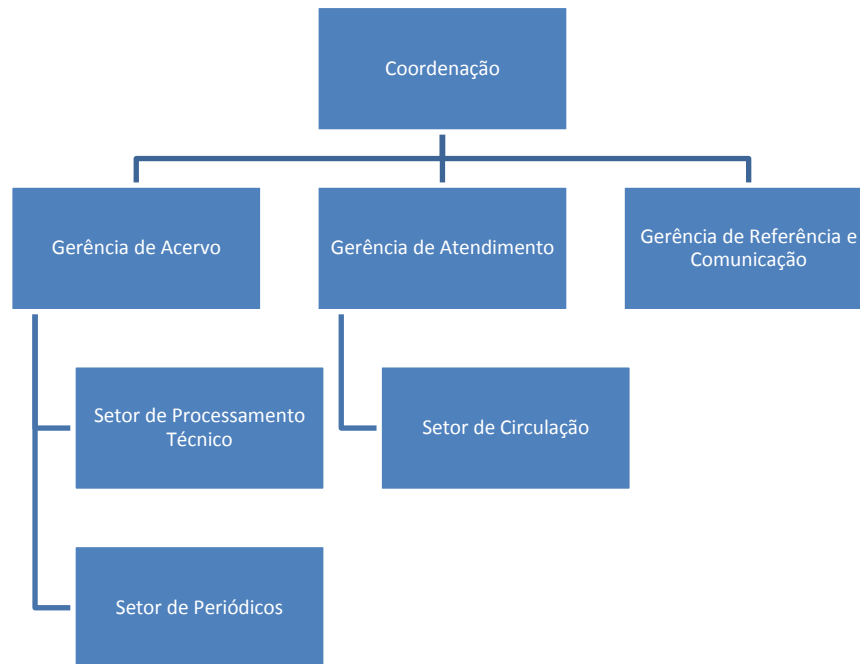 Coordenação
Gerência de Acervo
Gerência de Atendimento
Gerência de Referência e
Comunicação
Setor de Processamento
Técnico
Setor de Circulação
Setor de Periódicos